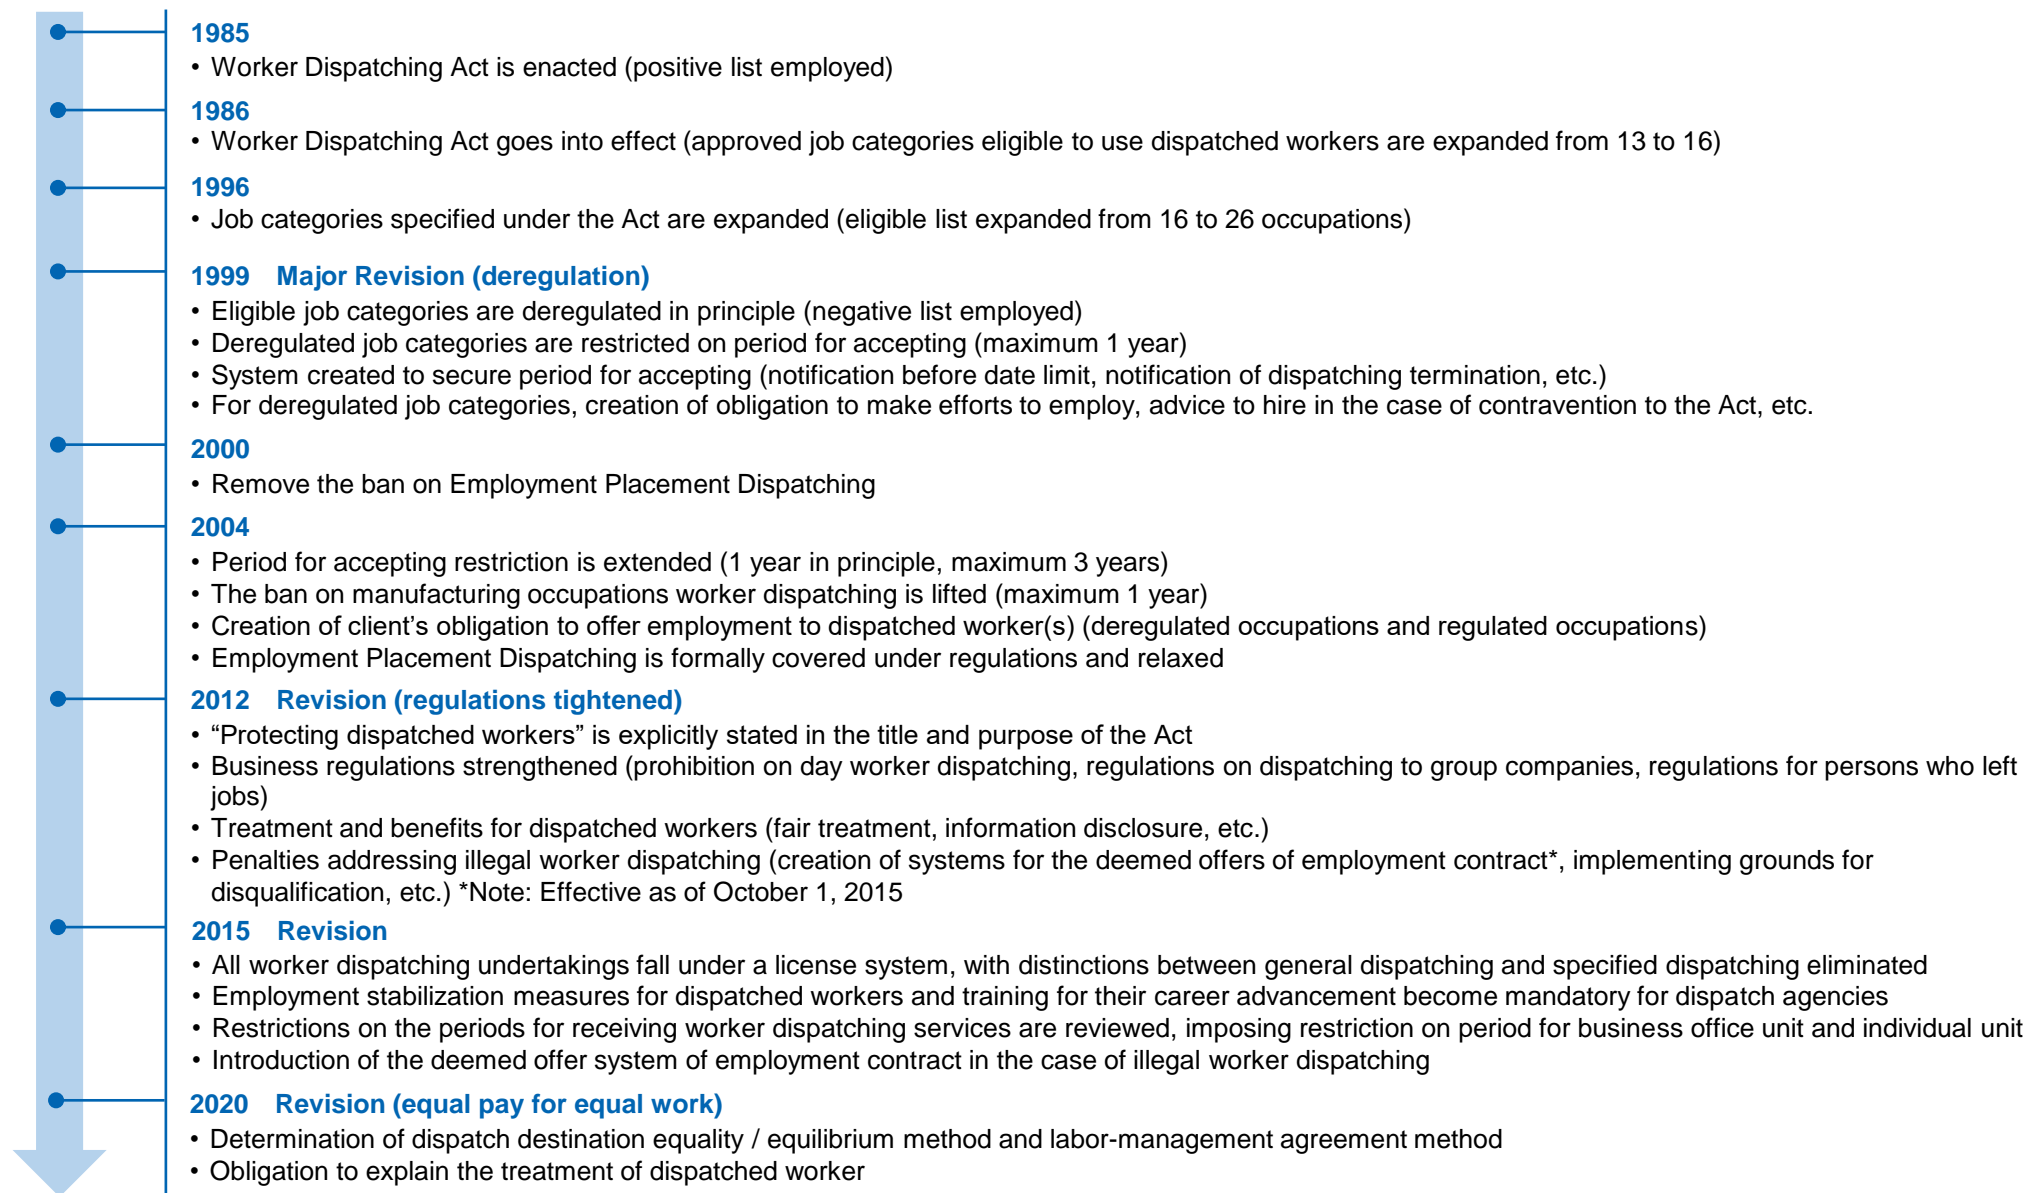 1985
• Worker Dispatching Act is enacted (positive list employed)
1986
• Worker Dispatching Act goes into effect (approved job categories eligible to use dispatched workers are expanded from 13 to 16)
1996
• Job categories specified under the Act are expanded (eligible list expanded from 16 to 26 occupations)
1999 Major Revision (deregulation)
• Eligible job categories are deregulated in principle (negative list employed)
• Deregulated job categories are restricted on period for accepting (maximum 1 year)
• System created to secure period for accepting (notification before date limit, notification of dispatching termination, etc.)
• For deregulated job categories, creation of obligation to make efforts to employ, advice to hire in the case of contravention to the Act, etc.
2000
• Remove the ban on Employment Placement Dispatching
2004
• Period for accepting restriction is extended (1 year in principle, maximum 3 years)
• The ban on manufacturing occupations worker dispatching is lifted (maximum 1 year)
• Creation of client’s obligation to offer employment to dispatched worker(s) (deregulated occupations and regulated occupations)
• Employment Placement Dispatching is formally covered under regulations and relaxed
2012 Revision (regulations tightened)
• “Protecting dispatched workers” is explicitly stated in the title and purpose of the Act
• Business regulations strengthened (prohibition on day worker dispatching, regulations on dispatching to group companies, regulations for persons who left
jobs)
• Treatment and benefits for dispatched workers (fair treatment, information disclosure, etc.)
• Penalties addressing illegal worker dispatching (creation of systems for the deemed offers of employment contract*, implementing grounds for
disqualification, etc.) *Note: Effective as of October 1, 2015
2015 Revision
• All worker dispatching undertakings fall under a license system, with distinctions between general dispatching and specified dispatching eliminated
• Employment stabilization measures for dispatched workers and training for their career advancement become mandatory for dispatch agencies
• Restrictions on the periods for receiving worker dispatching services are reviewed, imposing restriction on period for business office unit and individual unit
• Introduction of the deemed offer system of employment contract in the case of illegal worker dispatching
2020 Revision (equal pay for equal work)
• Determination of dispatch destination equality / equilibrium method and labor-management agreement method
• Obligation to explain the treatment of dispatched worker